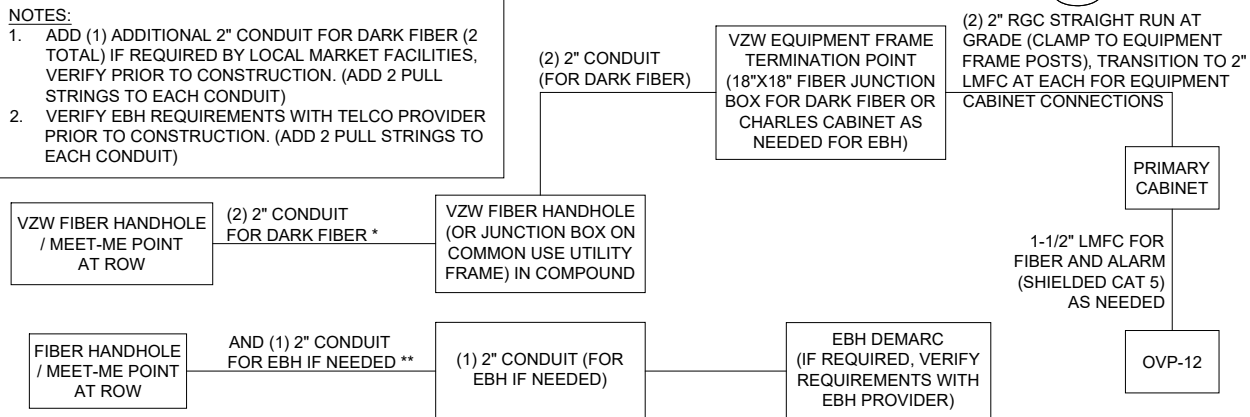 NOTES:
1. ADD (1) ADDITIONAL 2" CONDUIT FOR DARK FIBER (2
TOTAL) IF REQUIRED BY LOCAL MARKET FACILITIES,
VERIFY PRIOR TO CONSTRUCTION. (ADD 2 PULL
STRINGS TO EACH CONDUIT)
2. VERIFY EBH REQUIREMENTS WITH TELCO PROVIDER
PRIOR TO CONSTRUCTION. (ADD 2 PULL STRINGS TO
EACH CONDUIT)
(2) 2" CONDUIT
(FOR DARK FIBER)
VZW EQUIPMENT FRAME
TERMINATION POINT
(18"X18" FIBER JUNCTION
BOX FOR DARK FIBER OR
CHARLES CABINET AS
NEEDED FOR EBH)
(2) 2" RGC STRAIGHT RUN AT
GRADE (CLAMP TO EQUIPMENT
FRAME POSTS), TRANSITION TO 2"
LMFC AT EACH FOR EQUIPMENT
CABINET CONNECTIONS
PRIMARY
CABINET
VZW FIBER HANDHOLE
/ MEET-ME POINT
AT ROW
(2) 2" CONDUIT
FOR DARK FIBER *
VZW FIBER HANDHOLE
(OR JUNCTION BOX ON
COMMON USE UTILITY
FRAME) IN COMPOUND
1-1/2" LMFC FOR
FIBER AND ALARM
(SHIELDED CAT 5)
AS NEEDED
FIBER HANDHOLE
/ MEET-ME POINT
AT ROW
AND (1) 2" CONDUIT
FOR EBH IF NEEDED **
(1) 2" CONDUIT (FOR
EBH IF NEEDED)
EBH DEMARC
(IF REQUIRED, VERIFY
REQUIREMENTS WITH
EBH PROVIDER)
OVP-12